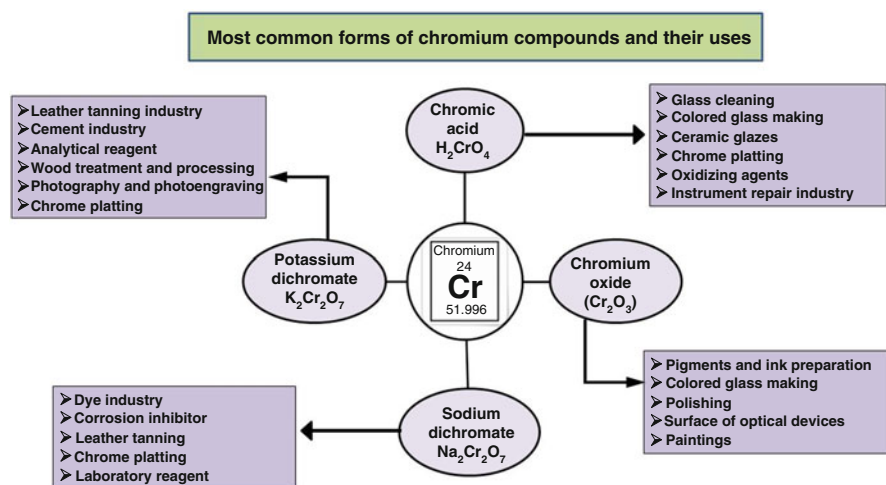 Most common forms of chromium compounds and their uses
➢Leather tanning industry
➢Cement industry
➢Analytical reagent
➢Wood treatment and processing
➢Photography and photoengraving
➢Chrome platting
Chromic
acid
H₂CrO₄
➢Glass cleaning
➢Colored glass making
➢Ceramic glazes
➢Chrome platting
➢Oxidizing agents
➢Instrument repair industry
Potassium
dichromate
K₂Cr₂O₇
Chromium
24
Cr
51.996
Chromium
oxide
(Cr₂O₃)
➢Dye industry
➢Corrosion inhibitor
➢Leather tanning
➢Chrome platting
➢Laboratory reagent
Sodium
dichromate
Na₂Cr₂O₇
➢Pigments and ink preparation
➢Colored glass making
➢Polishing
➢Surface of optical devices
➢Paintings